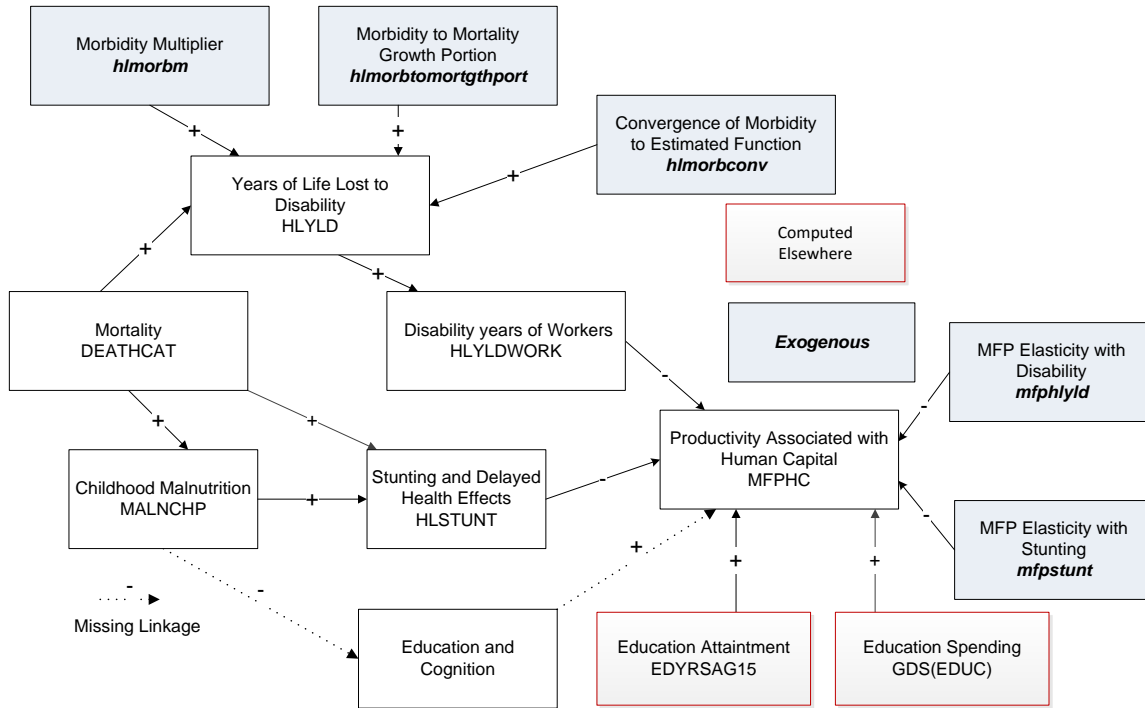 Morbidity Multiplier
hlmorbm
Morbidity to Mortality
Growth Portion
hlmorbtomortgthport
Convergence of Morbidity
to Estimated Function
hlmorbconv
+
+
+
Years of Life Lost to
Disability
HLYLD
Computed
Elsewhere
+
+
Mortality
DEATHCAT
Disability years of Workers
HLYLDWORK
Exogenous
MFP Elasticity with
Disability
mfphlyld
-
-
+
+
Productivity Associated with
Human Capital
MFPHC
Childhood Malnutrition
MALNCHP
+
Stunting and Delayed
Health Effects
HLSTUNT
-
-
MFP Elasticity with
Stunting
mfpstunt
-
Missing Linkage
-
+
+
+
Education and
Cognition
Education Attaintment
EDYRSAG15
Education Spending
GDS(EDUC)